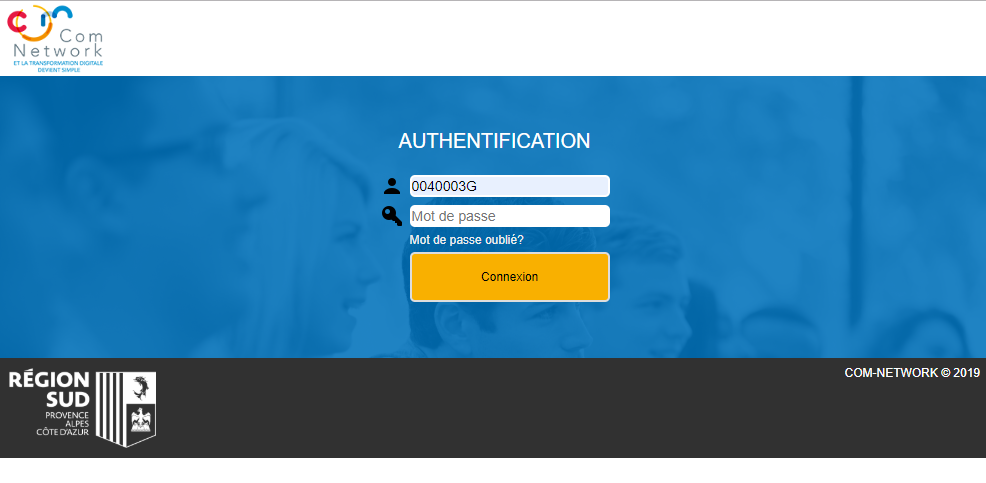 Com
Network
ET LA TRANSFORMATION DIGITALE
DEVIENT SIMPLE
AUTHENTIFICATION
0040003G
Mot de passe
Mot de passe oublié?
Connexion
RÉGION
SUD
PROVENCE
ALPES
CÔTE D'AZUR
COM-NETWORK © 2019